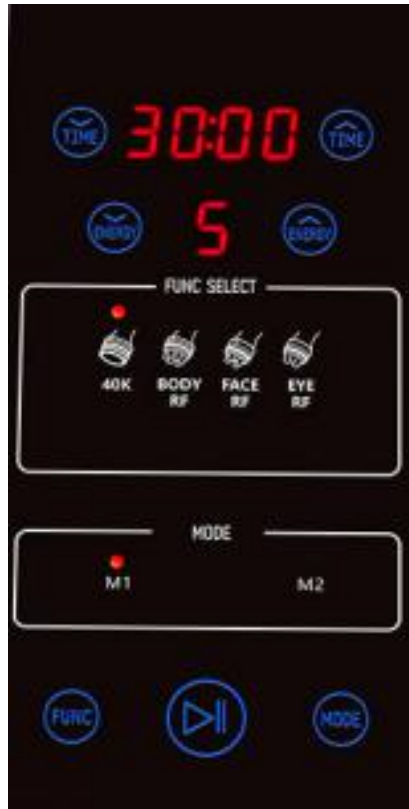 TIME 30:00 TIME
ENERGY 5 ENERGY
FUNC SELECT
40K BODY RF FACE RF EYE RF
MODE
M1 M2
FUNC MODE